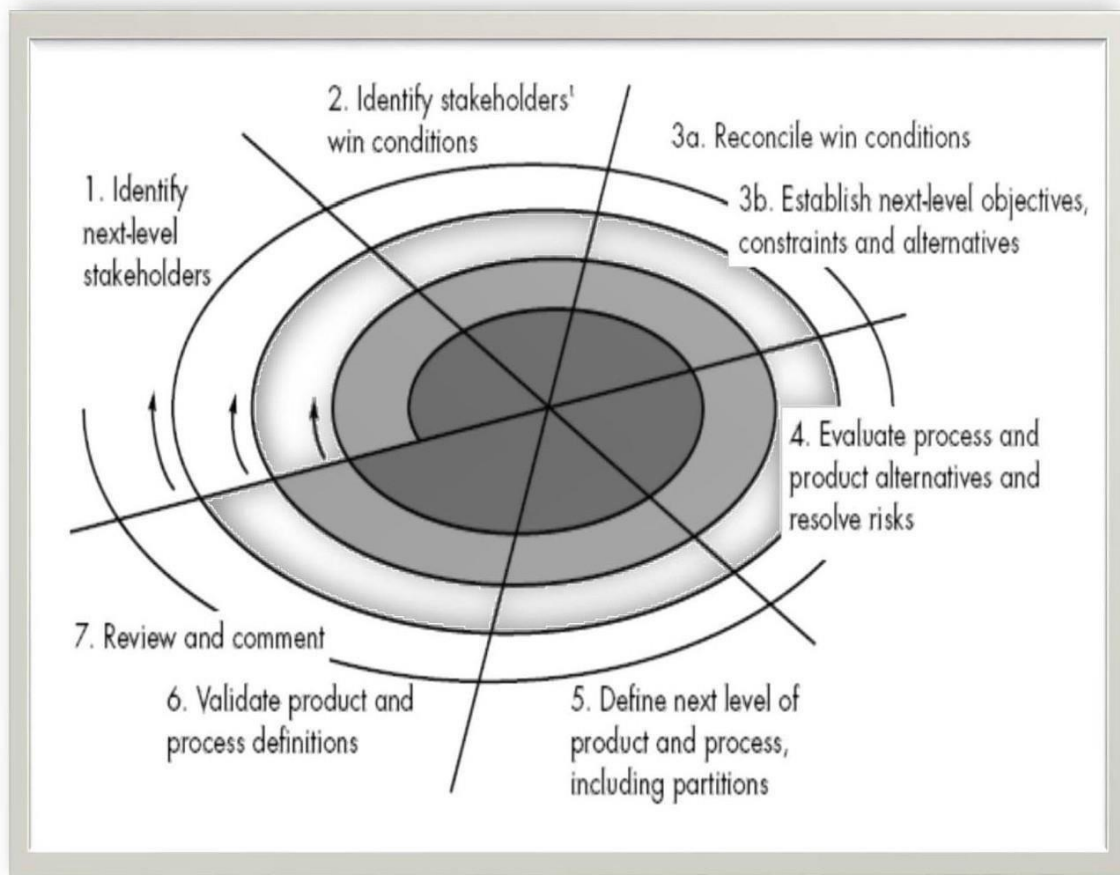 1. Identify
next-level
stakeholders
2. Identify stakeholders'
win conditions
3a. Reconcile win conditions
3b. Establish next-level objectives,
constraints and alternatives
4. Evaluate process and
product alternatives and
resolve risks
5. Define next level of
product and process,
including partitions
6. Validate product and
process definitions
7. Review and comment